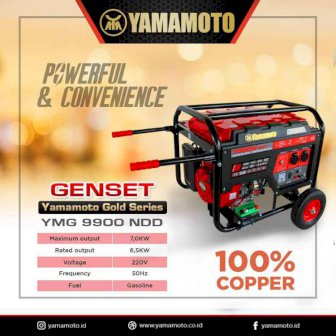 YAMAMOTO
POWERFUL
& CONVENIENCE
Yamamoto
GENSET
Yamamoto Gold Series
YMG 9900 NDD
Maximum output 7,0KW
Rated output 6,5KW
Voltage 220V
Frequency 50Hz
Fuel Gasoline
100%
COPPER
yamamoto.id www.yamamoto.co.id yamamoto.id